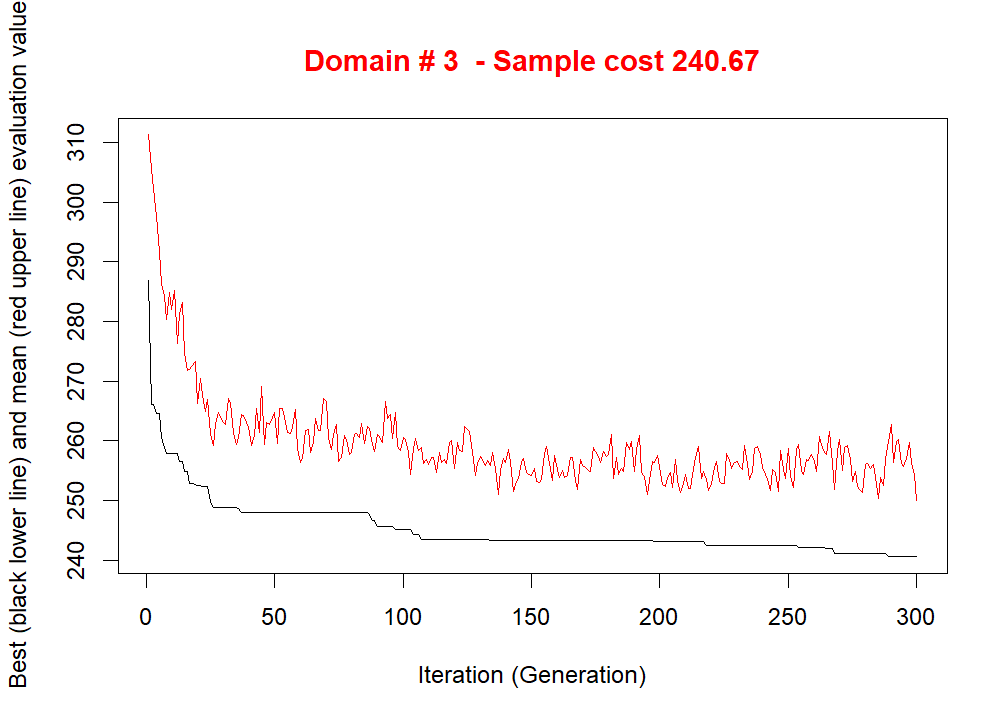 Domain # 3  - Sample cost 240.67
Best (black lower line) and mean (red upper line) evaluation value
310
300
290
280
270
260
250
240
0 50 100 150 200 250 300
Iteration (Generation)